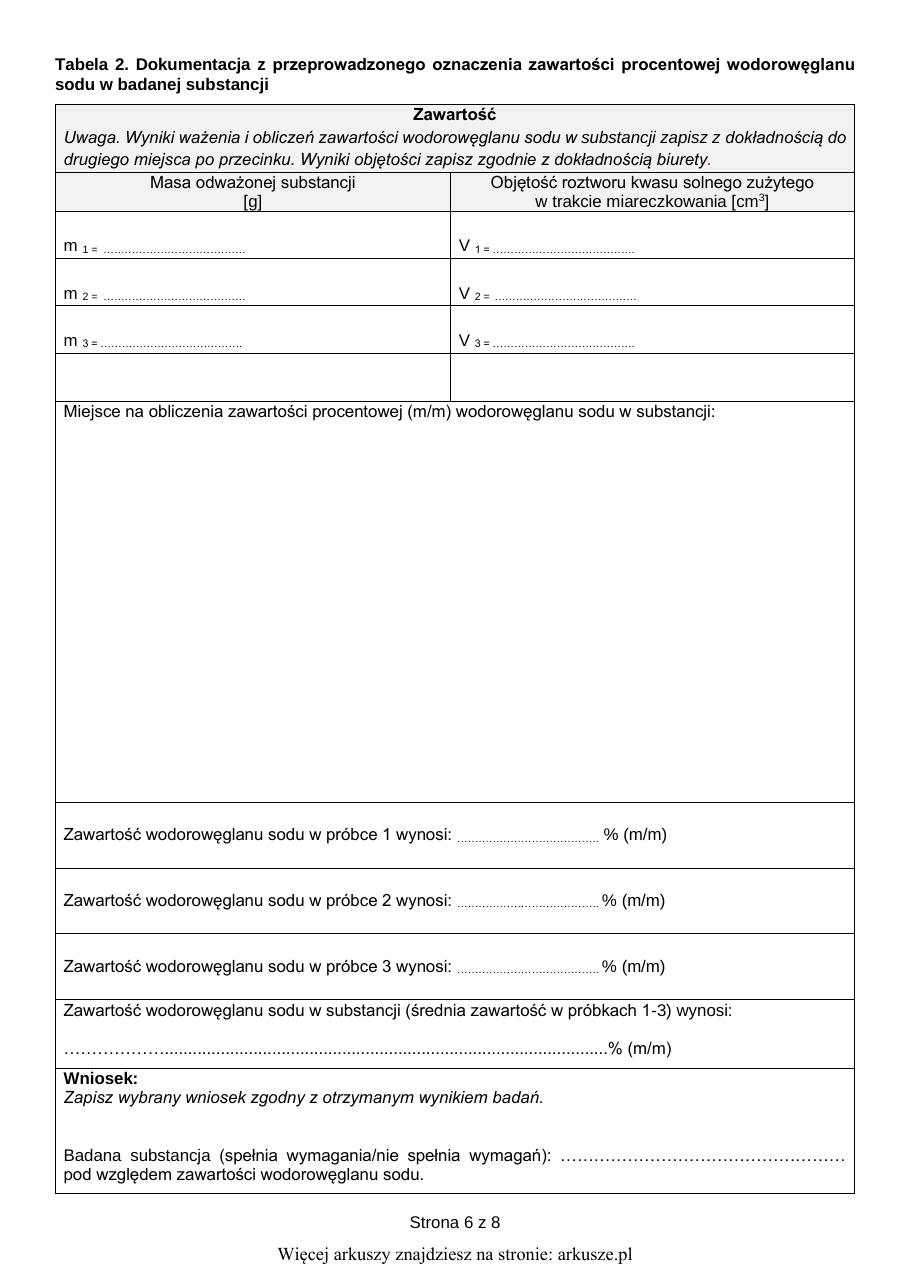 Tabela 2. Dokumentacja z przeprowadzonego oznaczenia zawartości procentowej wodorowęglanu
sodu w badanej substancji
Zawartość
Uwaga. Wyniki ważenia i obliczeń zawartości wodorowęglanu sodu w substancji zapisz z dokładnością do
drugiego miejsca po przecinku. Wyniki objętości zapisz zgodnie z dokładnością biurety.
Masa odważonej substancji
[g]
Objętość roztworu kwasu solnego zużytego
w trakcie miareczkowania [cm³]
m 1 = ........................................
V 1 = ........................................
m 2 = ........................................
V 2 = ........................................
m 3 = ........................................
V 3 = ........................................
Miejsce na obliczenia zawartości procentowej (m/m) wodorowęglanu sodu w substancji:
Zawartość wodorowęglanu sodu w próbce 1 wynosi: ........................................ % (m/m)
Zawartość wodorowęglanu sodu w próbce 2 wynosi: ........................................ % (m/m)
Zawartość wodorowęglanu sodu w próbce 3 wynosi: ........................................ % (m/m)
Zawartość wodorowęglanu sodu w substancji (średnia zawartość w próbkach 1-3) wynosi:
………………...............................................................................................% (m/m)
Wniosek:
Zapisz wybrany wniosek zgodny z otrzymanym wynikiem badań.
Badana substancja (spełnia wymagania/nie spełnia wymagań): ……………………………………………
pod względem zawartości wodorowęglanu sodu.
Strona 6 z 8
Więcej arkuszy znajdziesz na stronie: arkusze.pl